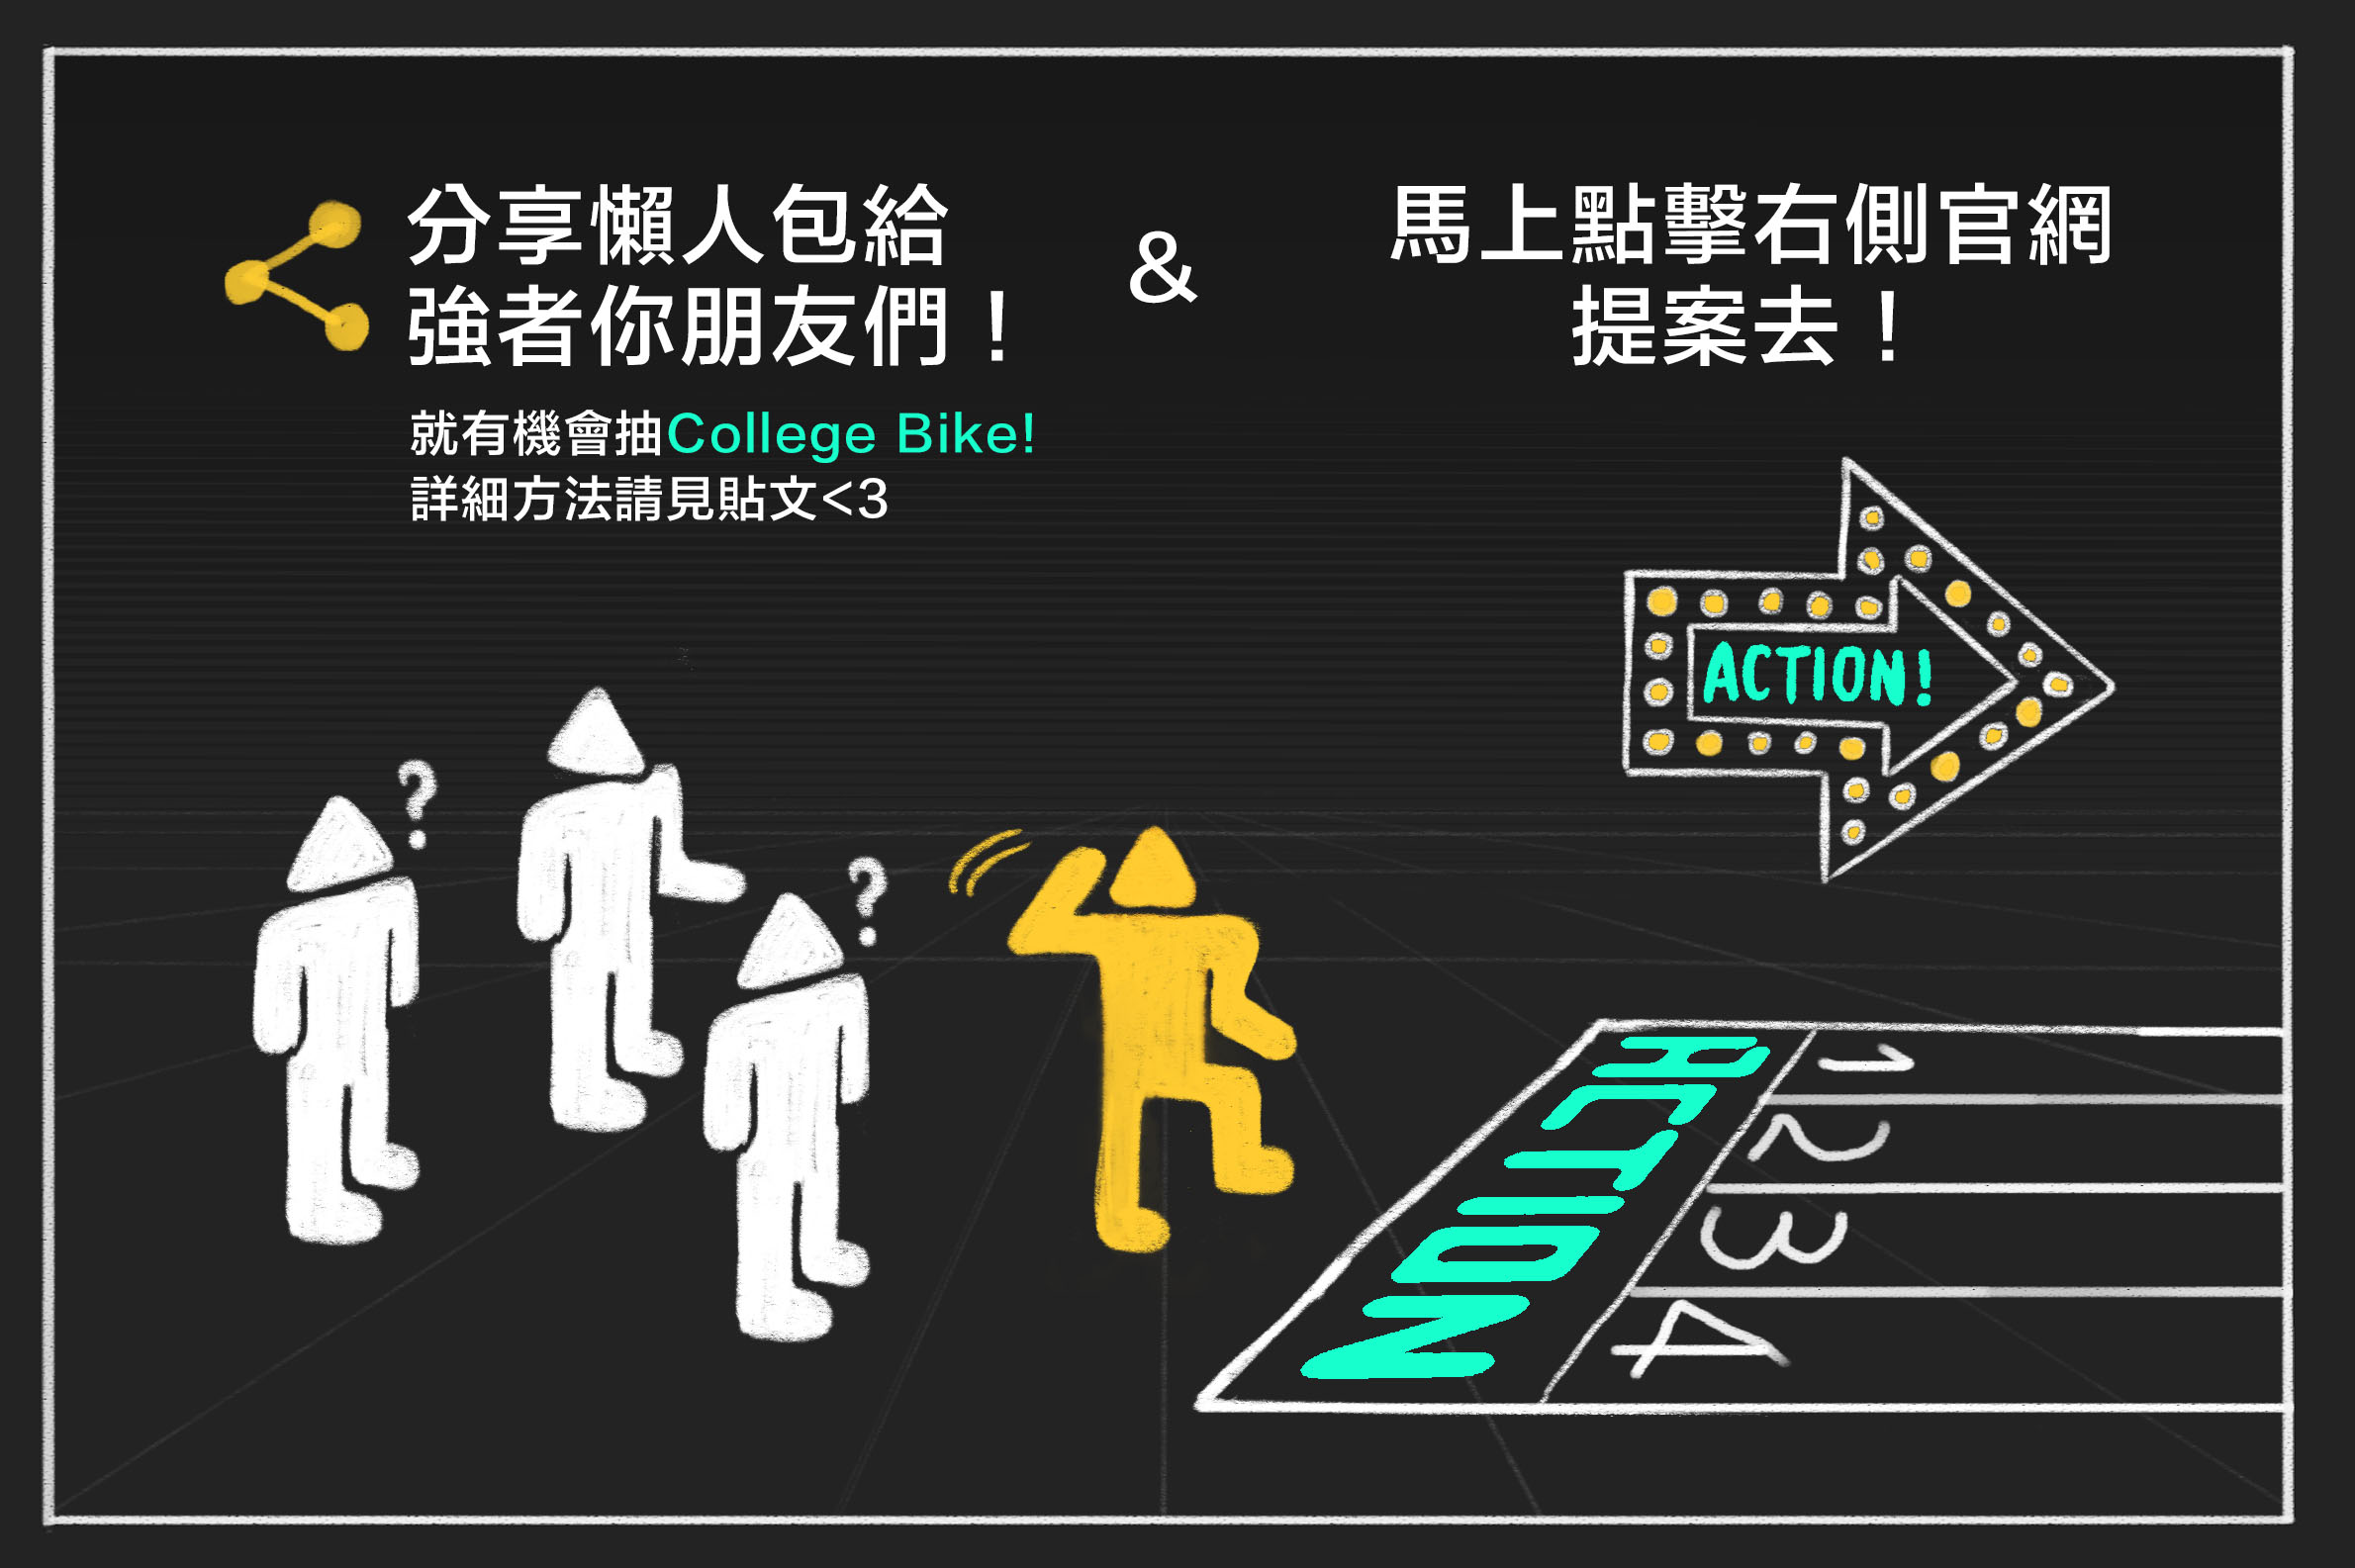 分享懶人包給
強者你朋友們！
就有機會抽College Bike!
詳細方法請見貼文<3
&
馬上點擊右側官網
提案去！
ACTION!
?
?
ACTION
1
2
3
4